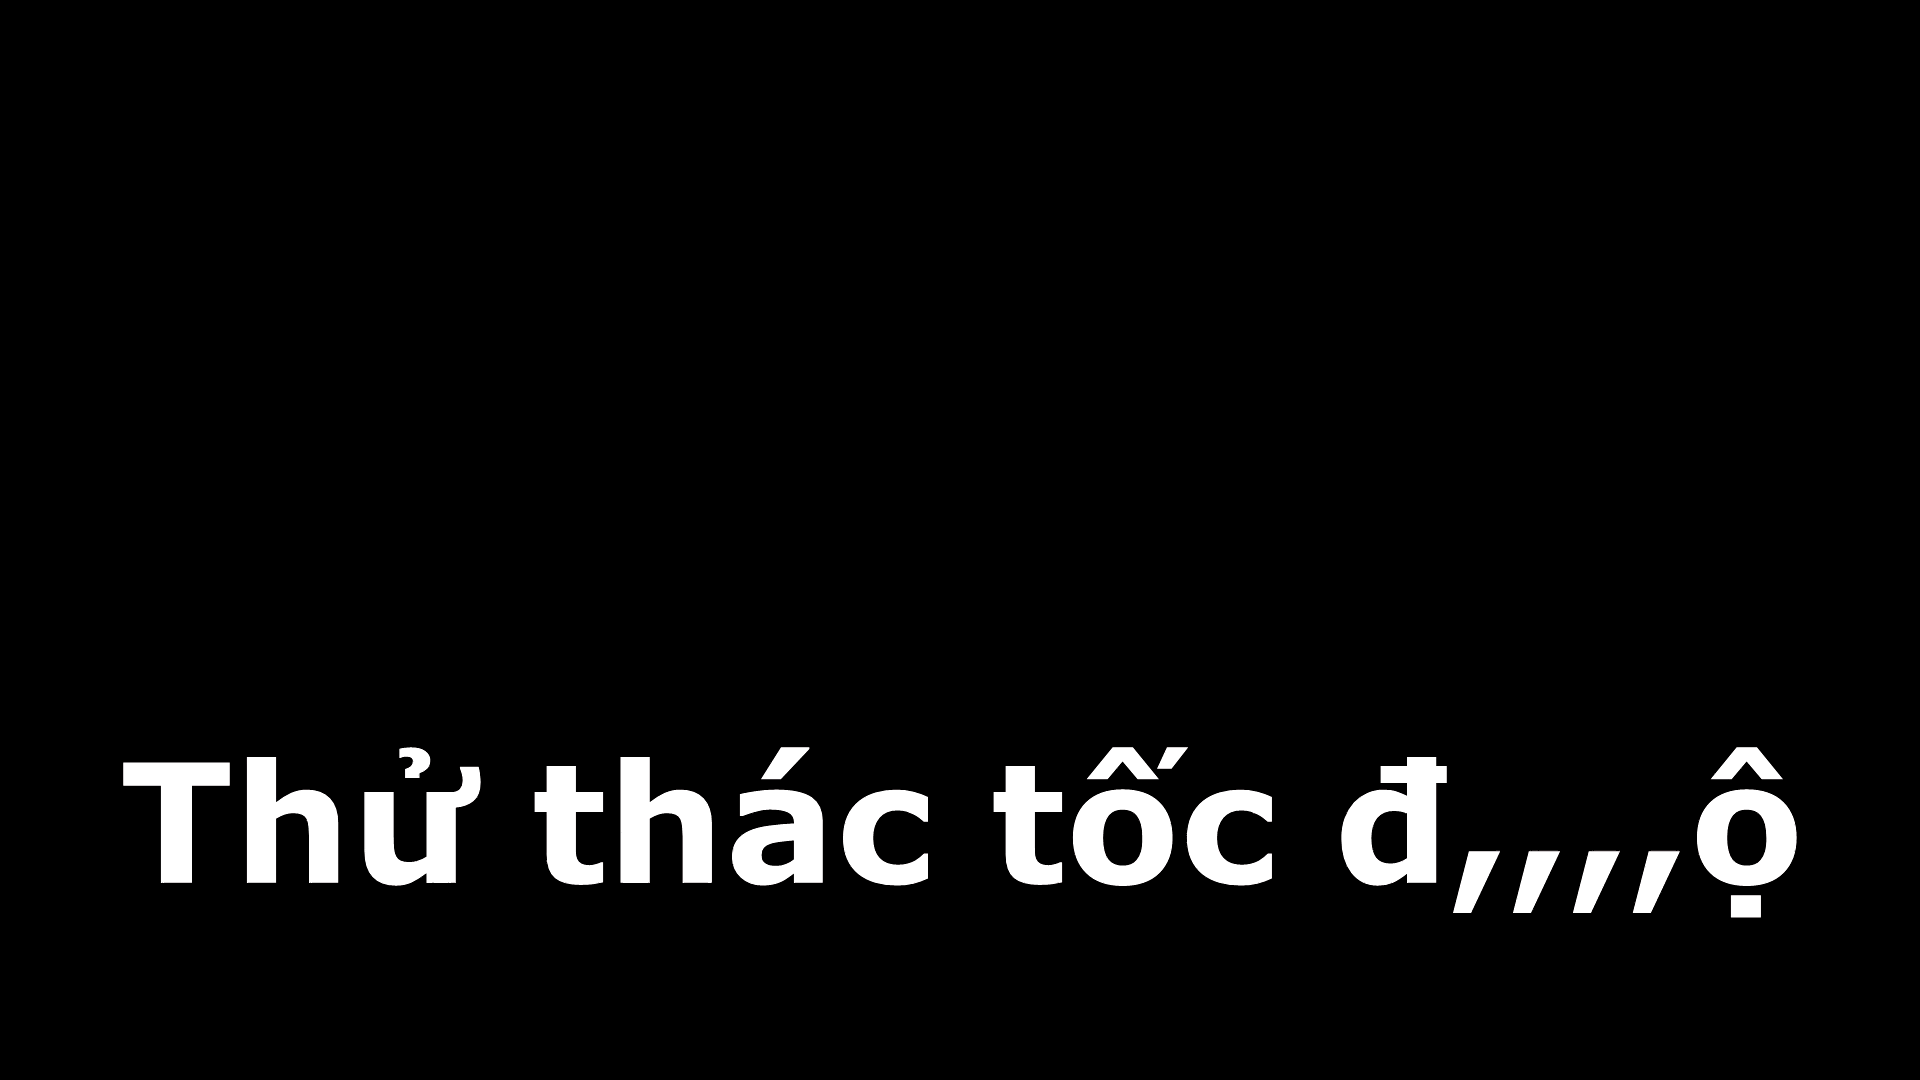 Thử thác tốc đ,,,,ộ